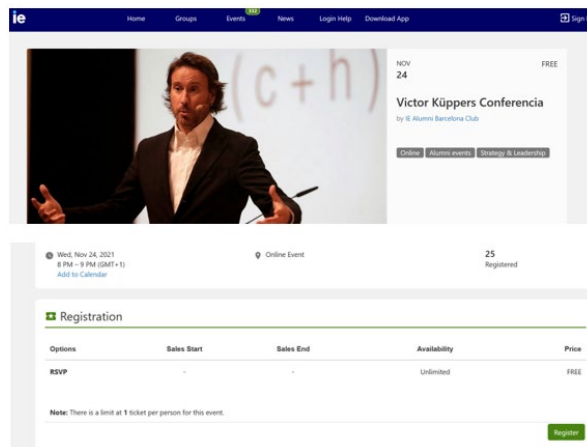 ie
Home Groups Events News Login Help Download App Sign
(c+h)
NOV FREE
24
Victor Küppers Conferencia
by IE Alumni Barcelona Club
Online Alumni events Strategy & Leadership
Wed, Nov 24, 2021 Online Event 25
8 PM – 9 PM (GMT+1) Registered
Add to Calendar
Registration
Options Sales Start Sales End Availability Price
RSVP - - Unlimited FREE
Note: There is a limit at 1 ticket per person for this event.
Register